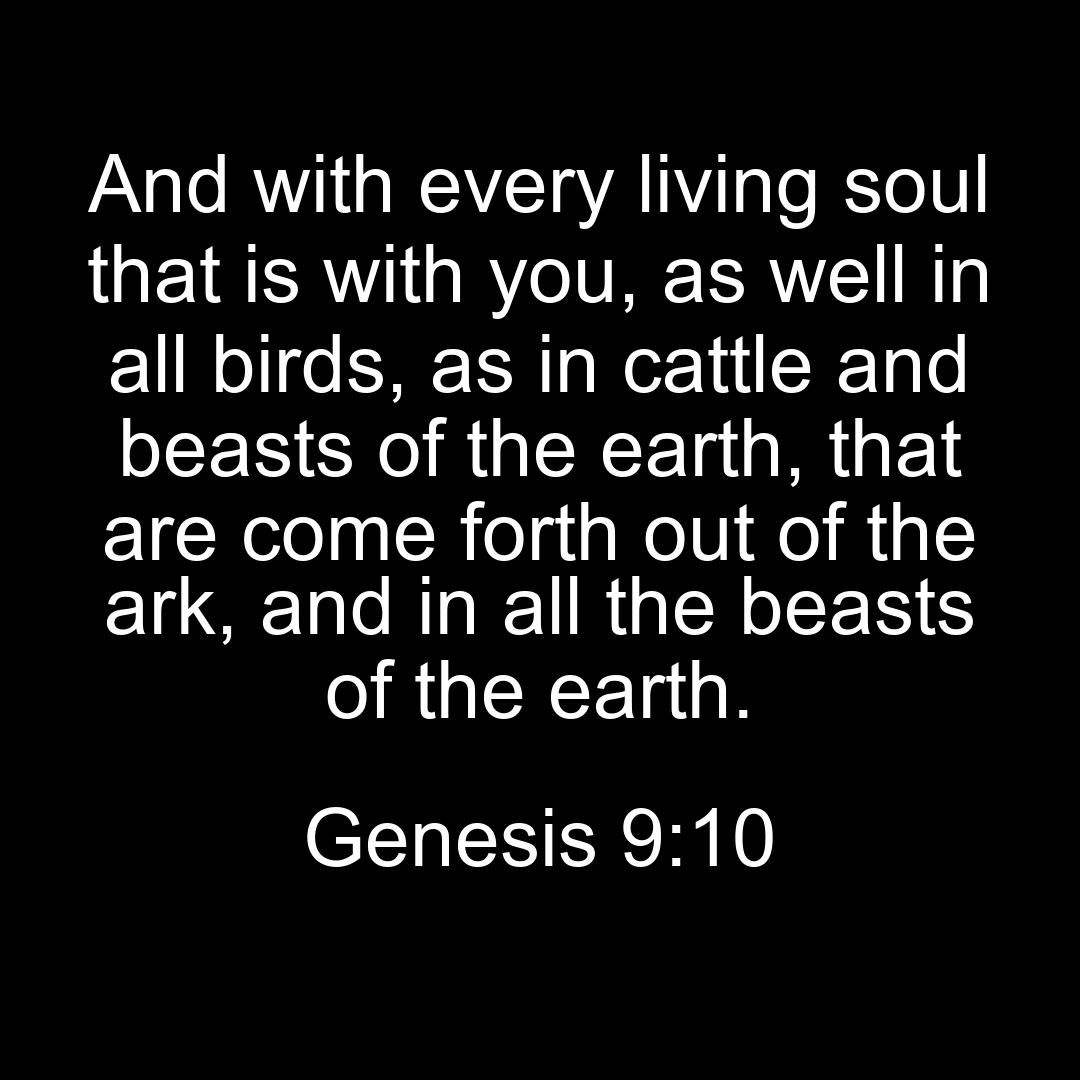 And with every living soul
that is with you, as well in
all birds, as in cattle and
beasts of the earth, that
are come forth out of the
ark, and in all the beasts
of the earth.
Genesis 9:10